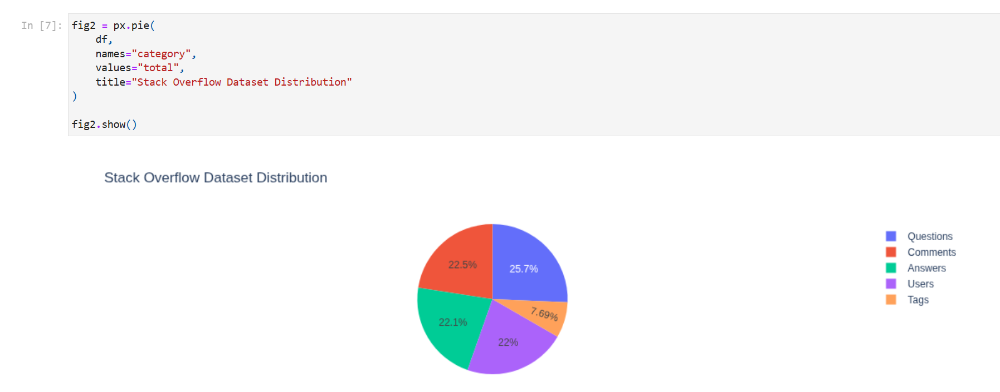 In [7]:
fig2 = px.pie(
    df,
    names="category",
    values="total",
    title="Stack Overflow Dataset Distribution"
)
fig2.show()
Stack Overflow Dataset Distribution
22.5%
25.7%
7.69%
22.1%
22%
Questions
Comments
Answers
Users
Tags